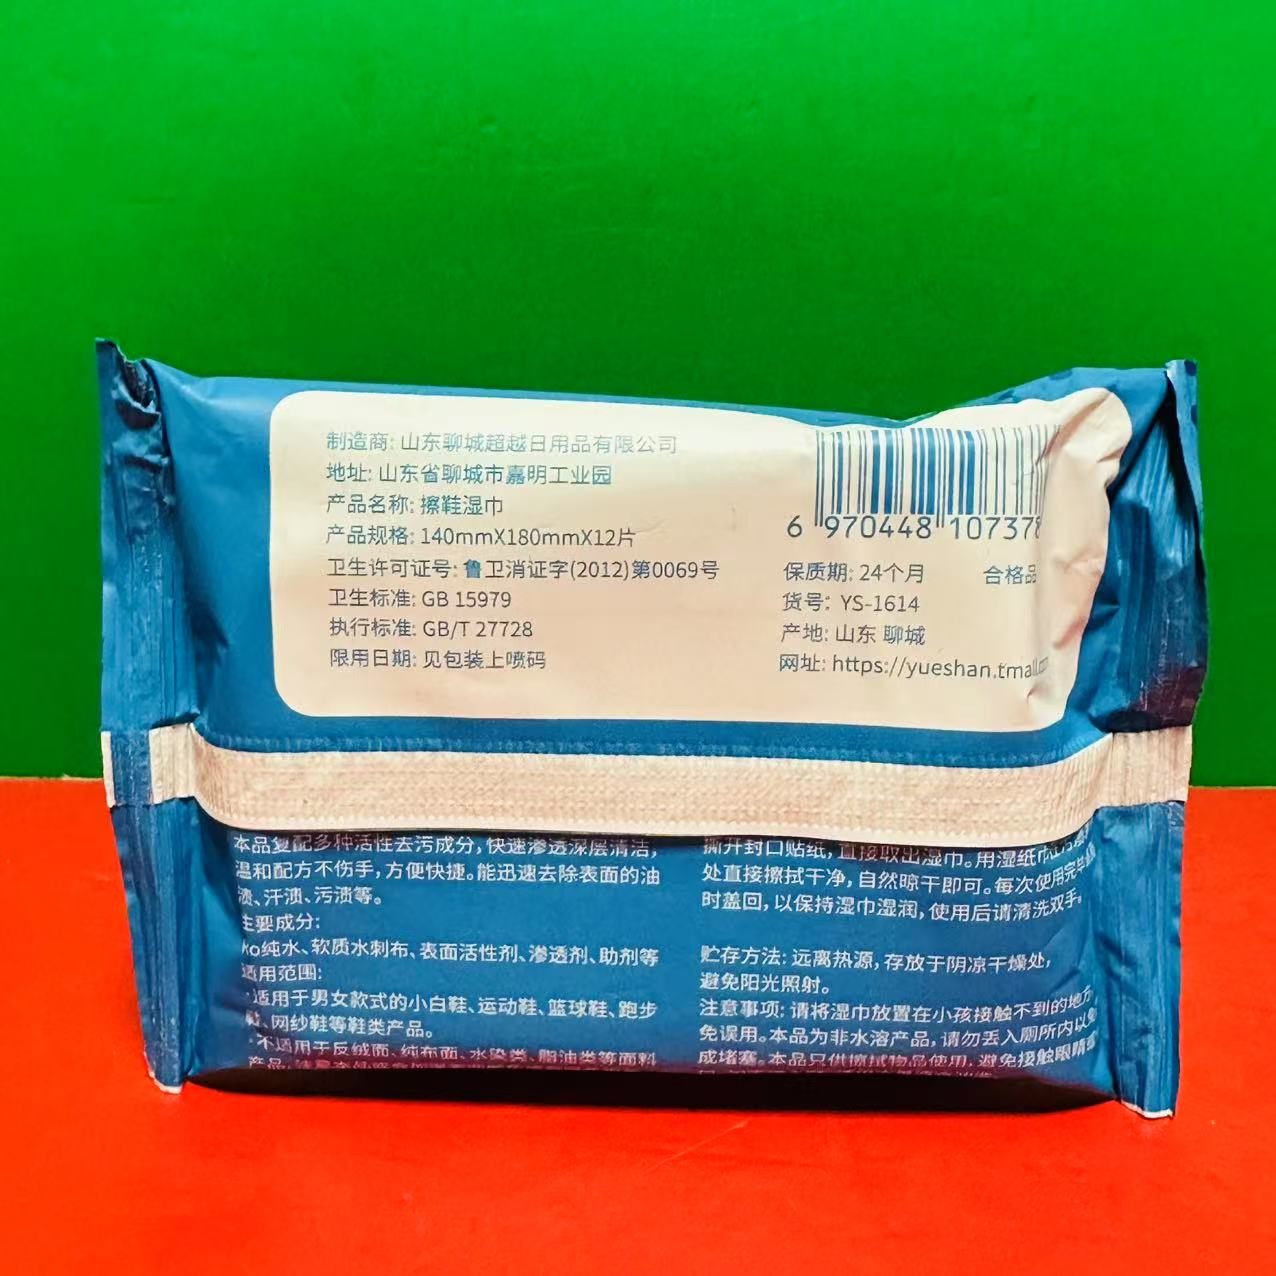 制造商: 山东聊城超越日用品有限公司
地址: 山东省聊城市嘉明工业园
产品名称: 擦鞋湿巾
产品规格: 140mmX180mmX12片
卫生许可证号: 鲁卫消证字(2012)第0069号
卫生标准: GB 15979
执行标准: GB/T 27728
限用日期: 见包装上喷码
6 970448 107378
保质期: 24个月 合格品
货号: YS-1614
产地: 山东 聊城
网址: https://yueshan.tmall
本品复配多种活性去污成分, 快速渗透深层清洁,
温和配方不伤手, 方便快捷。能迅速去除表面的油
渍、汗渍、污渍等。
主要成分:
纯水、软质水刺布、表面活性剂、渗透剂、助剂等
适用范围:
·适用于男女款式的小白鞋、运动鞋、篮球鞋、跑步
鞋、网纱鞋等鞋类产品。
·不适用于反绒面、纯布面、水染类、脂油类等面料
产品
撕开封口贴纸, 直接取出湿巾。用湿纸巾
处直接擦拭干净, 自然晾干即可。每次使用完毕
时盖回, 以保持湿巾湿润, 使用后请清洗双手。
贮存方法: 远离热源, 存放于阴凉干燥处,
避免阳光照射。
注意事项: 请将湿巾放置在小孩接触不到的地方
免误用。本品为非水溶产品, 请勿丢入厕所内以免
成堵塞。本品只供擦拭物品使用, 避免接触眼睛